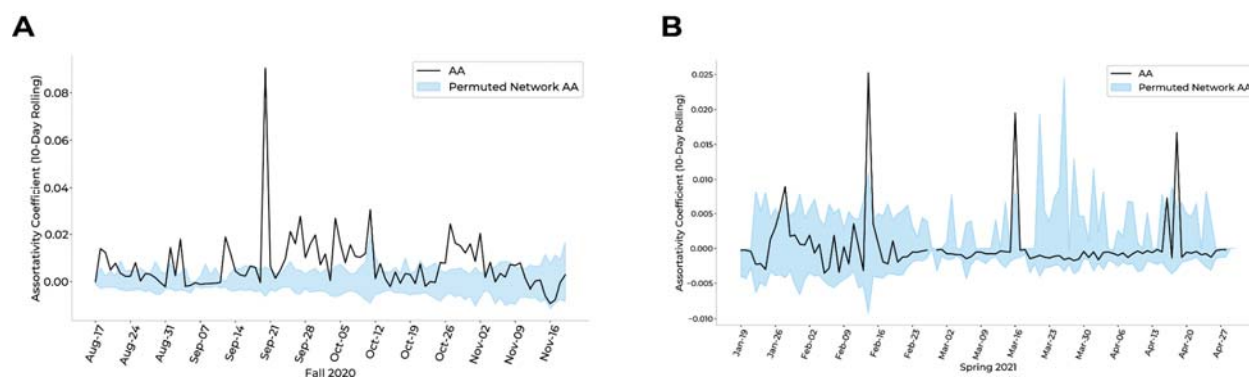 A
Assortativity Coefficient (10-Day Rolling)
0.08
0.06
0.04
0.02
0.00
AA
Permuted Network AA
Aug-17
Aug-24
Aug-31
Sep-07
Sep-14
Sep-21
Sep-28
Oct-05
Oct-12
Oct-19
Oct-26
Nov-02
Nov-09
Nov-16
Fall 2020
B
Assortativity Coefficient (10-Day Rolling)
0.025
0.020
0.015
0.010
0.005
0.000
−0.005
−0.010
AA
Permuted Network AA
Jan-19
Jan-26
Feb-02
Feb-09
Feb-16
Feb-23
Mar-02
Mar-09
Mar-16
Mar-23
Mar-30
Apr-06
Apr-13
Apr-20
Apr-27
Spring 2021